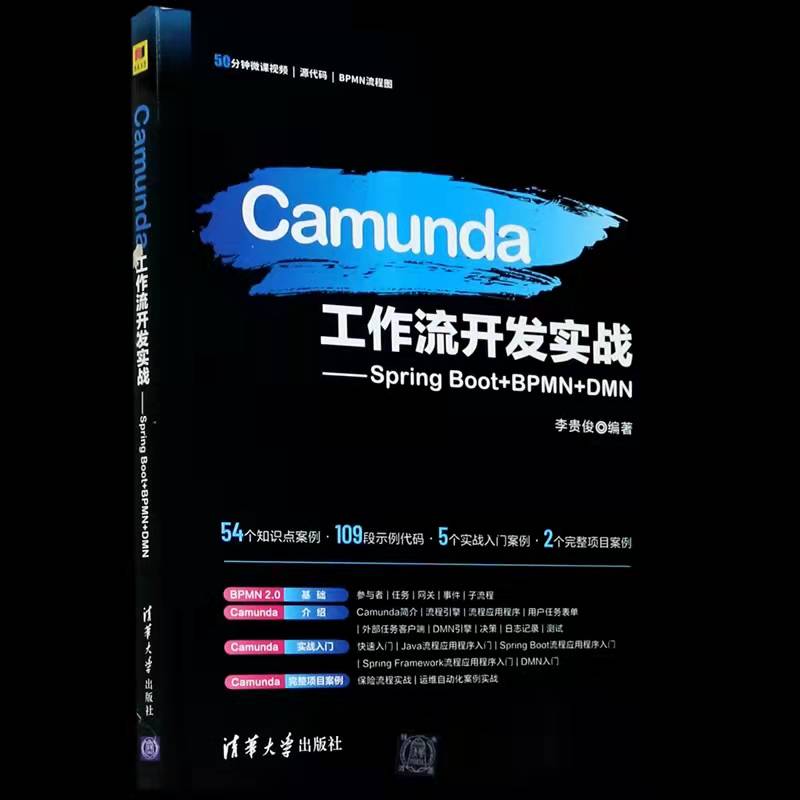 50分钟微课视频 | 源代码 | BPMN流程图
Camunda
工作流开发实战
——Spring Boot+BPMN+DMN
李贵俊◎编著
54个知识点案例 · 109段示例代码 · 5个实战入门案例 · 2个完整项目案例
BPMN 2.0 基础 参与者 | 任务 | 网关 | 事件 | 子流程
Camunda 介绍 Camunda简介 | 流程引擎 | 流程应用程序 | 用户任务表单
| 外部任务客户端 | DMN引擎 | 决策 | 日志记录 | 测试
Camunda 实战入门 快速入门 | Java流程应用程序入门 | Spring Boot流程应用程序入门
| Spring Framework流程应用程序入门 | DMN入门
Camunda 完整项目案例 保险流程实战 | 运维自动化案例实战
清华大学出版社
Camunda工作流开发实战——Spring Boot+BPMN+DMN
清华大学出版社